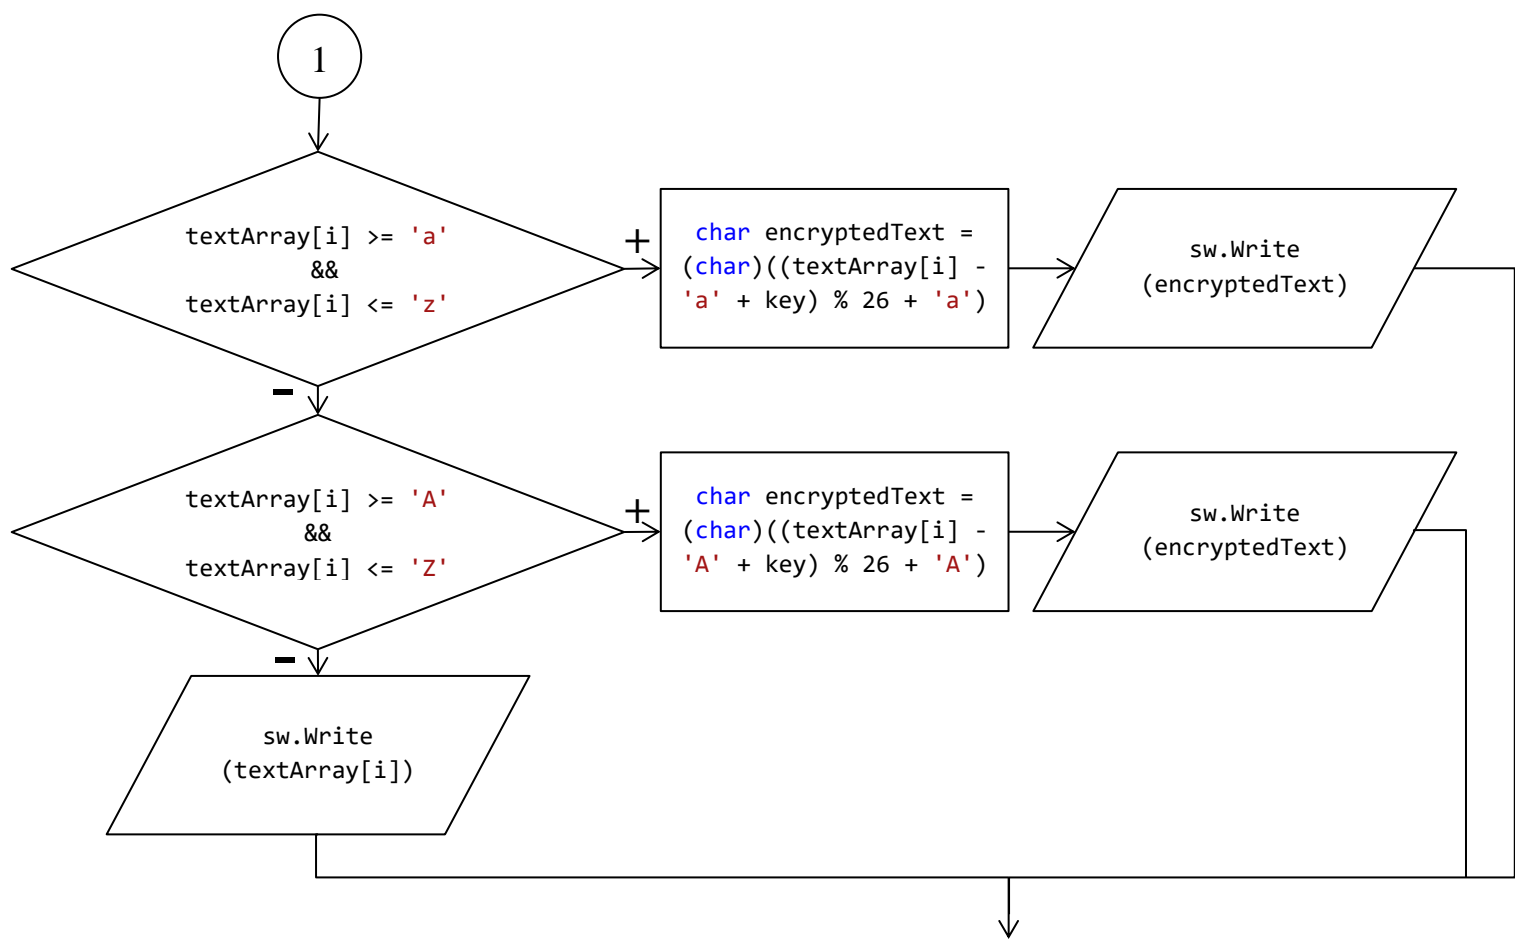 1
textArray[i] >= 'a'
&&
textArray[i] <= 'z'
+
char encryptedText =
(char)((textArray[i] -
'a' + key) % 26 + 'a')
sw.Write
(encryptedText)
-
textArray[i] >= 'A'
&&
textArray[i] <= 'Z'
+
char encryptedText =
(char)((textArray[i] -
'A' + key) % 26 + 'A')
sw.Write
(encryptedText)
-
sw.Write
(textArray[i])